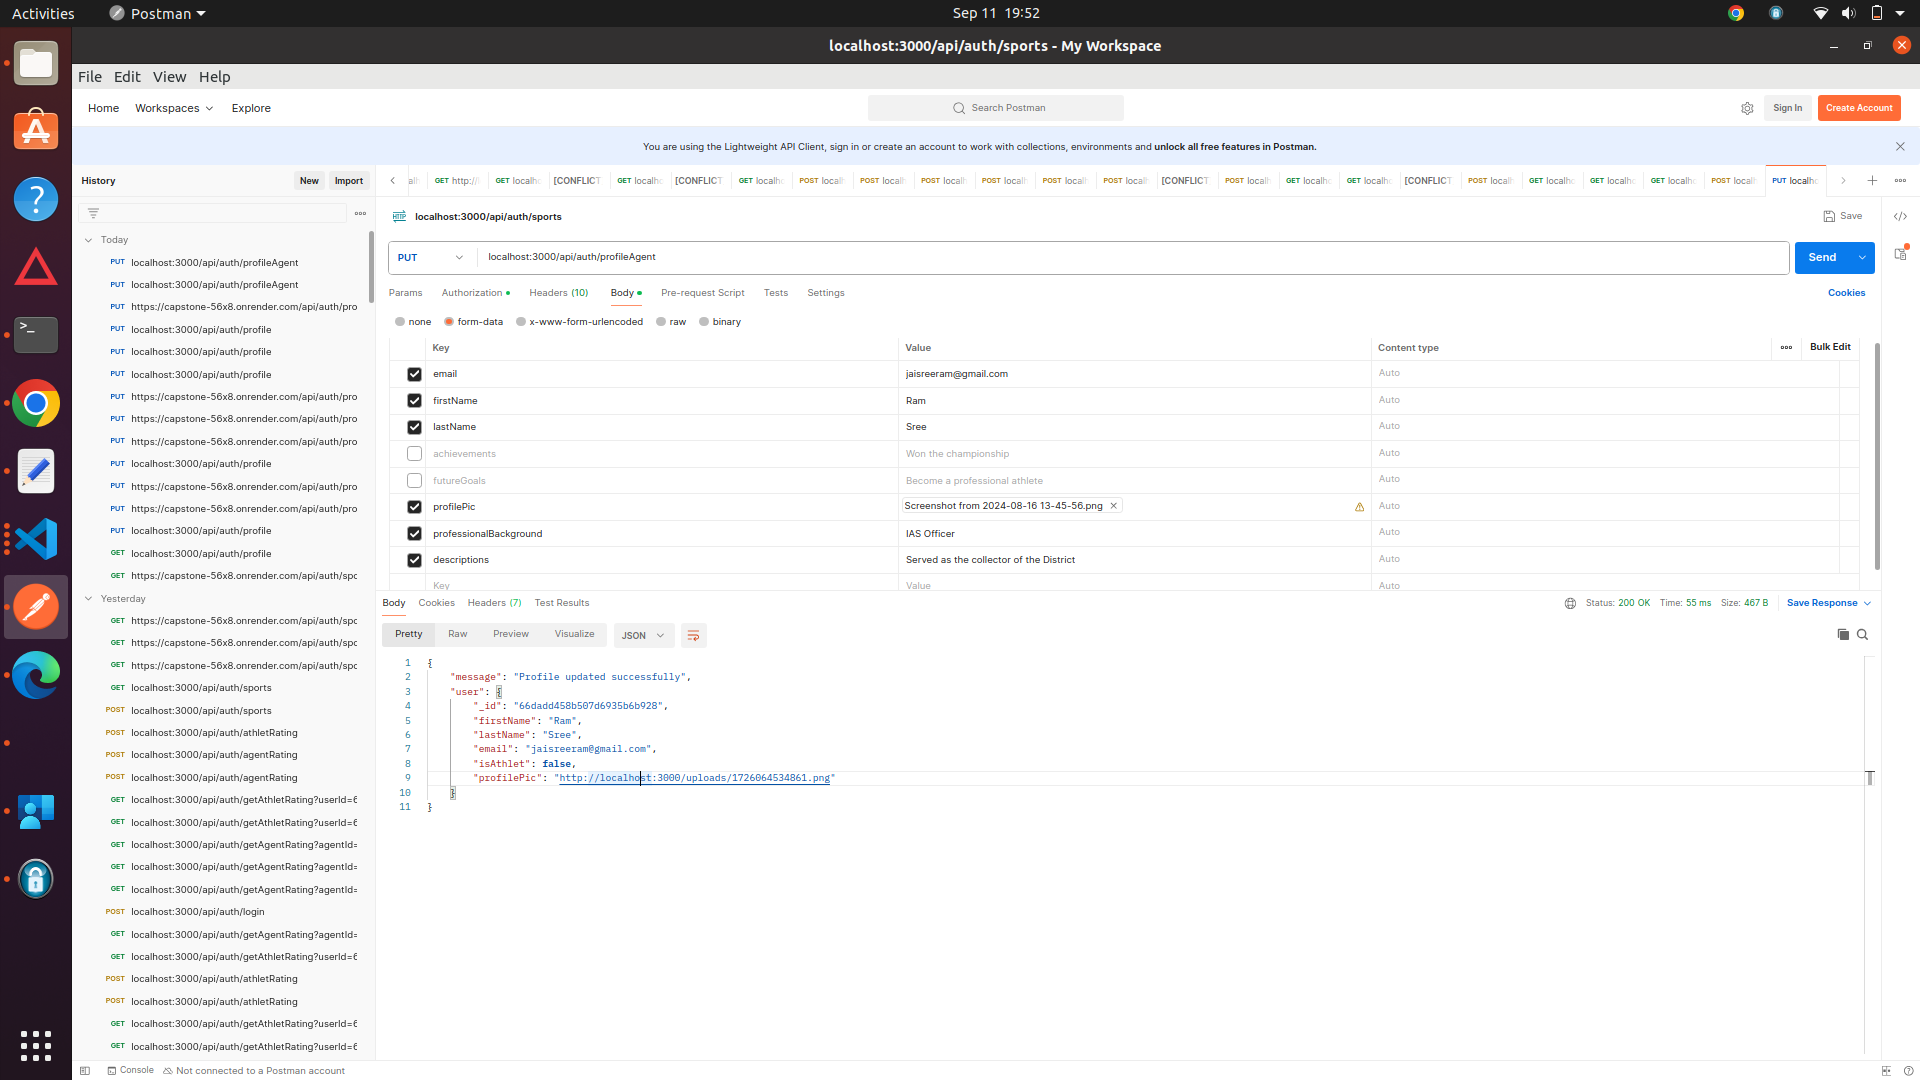 Activities
Postman
Sep 11 19:52
localhost:3000/api/auth/sports - My Workspace
File Edit View Help
Home Workspaces Explore
Search Postman
Sign In
Create Account
You are using the Lightweight API Client, sign in or create an account to work with collections, environments and unlock all free features in Postman.
History
New
Import
GET http:// GET localh [CONFLICT GET localh [CONFLICT GET localh POST local POST local POST local POST local POST local POST local [CONFLICT POST local GET localh GET localh [CONFLICT POST local GET localh GET localh GET localh POST local PUT localh
localhost:3000/api/auth/sports
Save
PUT localhost:3000/api/auth/profileAgent
Send
Params Authorization Headers (10) Body Pre-request Script Tests Settings
Cookies
none form-data x-www-form-urlencoded raw binary
Key Value Content type Bulk Edit
email jaisreeram@gmail.com Auto
firstName Ram Auto
lastName Sree Auto
achievements Won the championship Auto
futureGoals Become a professional athlete Auto
profilePic Screenshot from 2024-08-16 13-45-56.png Auto
professionalBackground IAS Officer Auto
descriptions Served as the collector of the District Auto
Key Value Auto
Today
PUT localhost:3000/api/auth/profileAgent
PUT localhost:3000/api/auth/profileAgent
PUT https://capstone-56x8.onrender.com/api/auth/pro
PUT localhost:3000/api/auth/profile
PUT localhost:3000/api/auth/profile
PUT localhost:3000/api/auth/profile
PUT https://capstone-56x8.onrender.com/api/auth/pro
PUT https://capstone-56x8.onrender.com/api/auth/pro
PUT https://capstone-56x8.onrender.com/api/auth/pro
PUT localhost:3000/api/auth/profile
PUT https://capstone-56x8.onrender.com/api/auth/pro
PUT https://capstone-56x8.onrender.com/api/auth/pro
PUT localhost:3000/api/auth/profile
GET localhost:3000/api/auth/profile
GET https://capstone-56x8.onrender.com/api/auth/spo
Yesterday
GET https://capstone-56x8.onrender.com/api/auth/spo
GET https://capstone-56x8.onrender.com/api/auth/spo
GET https://capstone-56x8.onrender.com/api/auth/spo
GET localhost:3000/api/auth/sports
POST localhost:3000/api/auth/sports
POST localhost:3000/api/auth/athletRating
POST localhost:3000/api/auth/agentRating
POST localhost:3000/api/auth/agentRating
GET localhost:3000/api/auth/getAthletRating?userId=6
GET localhost:3000/api/auth/getAthletRating?userId=6
GET localhost:3000/api/auth/getAgentRating?agentId=
GET localhost:3000/api/auth/getAgentRating?agentId=
GET localhost:3000/api/auth/getAgentRating?agentId=
POST localhost:3000/api/auth/login
GET localhost:3000/api/auth/getAgentRating?agentId=
GET localhost:3000/api/auth/getAthletRating?userId=6
POST localhost:3000/api/auth/athletRating
POST localhost:3000/api/auth/athletRating
GET localhost:3000/api/auth/getAthletRating?userId=6
GET localhost:3000/api/auth/getAthletRating?userId=6
Body Cookies Headers (7) Test Results
Status: 200 OK Time: 55 ms Size: 467 B Save Response
Pretty Raw Preview Visualize JSON
1 {
2 "message": "Profile updated successfully",
3 "user": {
4 "_id": "66dadd458b507d6935b6b928",
5 "firstName": "Ram",
6 "lastName": "Sree",
7 "email": "jaisreeram@gmail.com",
8 "isAthlet": false,
9 "profilePic": "http://localhost:3000/uploads/1726064534861.png"
10 }
11 }
Console Not connected to a Postman account